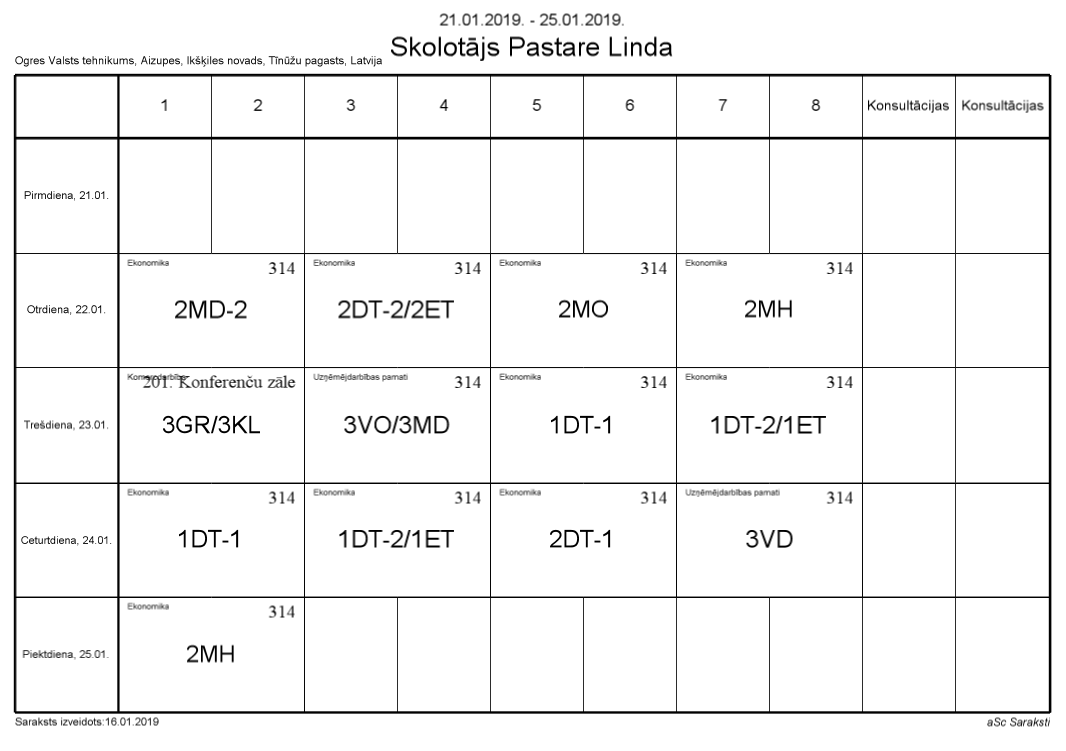 21.01.2019. - 25.01.2019.
Skolotājs Pastare Linda
Ogres Valsts tehnikums, Aizupes, Ikšķiles novads, Tīnūžu pagasts, Latvija
1 2 3 4 5 6 7 8 Konsultācijas Konsultācijas
Pirmdiena, 21.01.
Ekonomika 314 Ekonomika 314 Ekonomika 314 Ekonomika 314
Otrdiena, 22.01. 2MD-2 2DT-2/2ET 2MO 2MH
201. Konferenču zāle Uzņēmējdarbības pamati 314 Ekonomika 314 Ekonomika 314
Trešdiena, 23.01. 3GR/3KL 3VO/3MD 1DT-1 1DT-2/1ET
Ekonomika 314 Ekonomika 314 Ekonomika 314 Uzņēmējdarbības pamati 314
Ceturtdiena, 24.01. 1DT-1 1DT-2/1ET 2DT-1 3VD
Ekonomika 314
Piektdiena, 25.01. 2MH
Saraksts izveidots:16.01.2019 aSc Saraksti